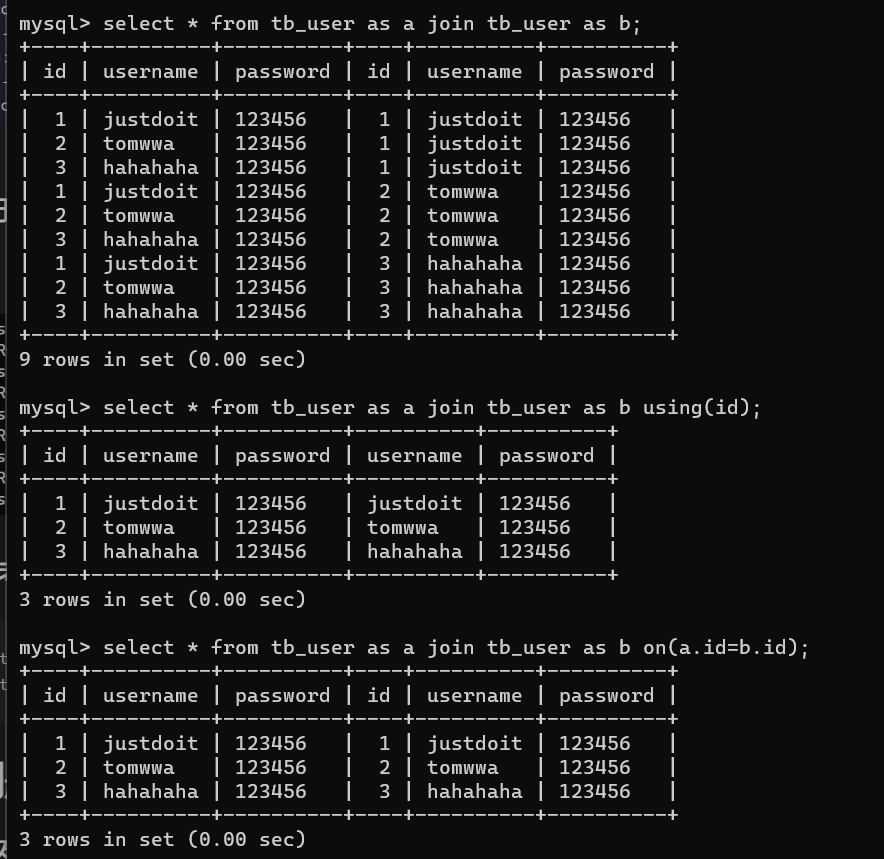 mysql> select * from tb_user as a join tb_user as b;
+----+----------+----------+----+----------+----------+
| id | username | password | id | username | password |
+----+----------+----------+----+----------+----------+
|  1 | justdoit | 123456   |  1 | justdoit | 123456   |
|  2 | tomwwa   | 123456   |  1 | justdoit | 123456   |
|  3 | hahahaha | 123456   |  1 | justdoit | 123456   |
|  1 | justdoit | 123456   |  2 | tomwwa   | 123456   |
|  2 | tomwwa   | 123456   |  2 | tomwwa   | 123456   |
|  3 | hahahaha | 123456   |  2 | tomwwa   | 123456   |
|  1 | justdoit | 123456   |  3 | hahahaha | 123456   |
|  2 | tomwwa   | 123456   |  3 | hahahaha | 123456   |
|  3 | hahahaha | 123456   |  3 | hahahaha | 123456   |
+----+----------+----------+----+----------+----------+
9 rows in set (0.00 sec)
mysql> select * from tb_user as a join tb_user as b using(id);
+----+----------+----------+----------+----------+
| id | username | password | username | password |
+----+----------+----------+----------+----------+
|  1 | justdoit | 123456   | justdoit | 123456   |
|  2 | tomwwa   | 123456   | tomwwa   | 123456   |
|  3 | hahahaha | 123456   | hahahaha | 123456   |
+----+----------+----------+----------+----------+
3 rows in set (0.00 sec)
mysql> select * from tb_user as a join tb_user as b on(a.id=b.id);
+----+----------+----------+----+----------+----------+
| id | username | password | id | username | password |
+----+----------+----------+----+----------+----------+
|  1 | justdoit | 123456   |  1 | justdoit | 123456   |
|  2 | tomwwa   | 123456   |  2 | tomwwa   | 123456   |
|  3 | hahahaha | 123456   |  3 | hahahaha | 123456   |
+----+----------+----------+----+----------+----------+
3 rows in set (0.00 sec)